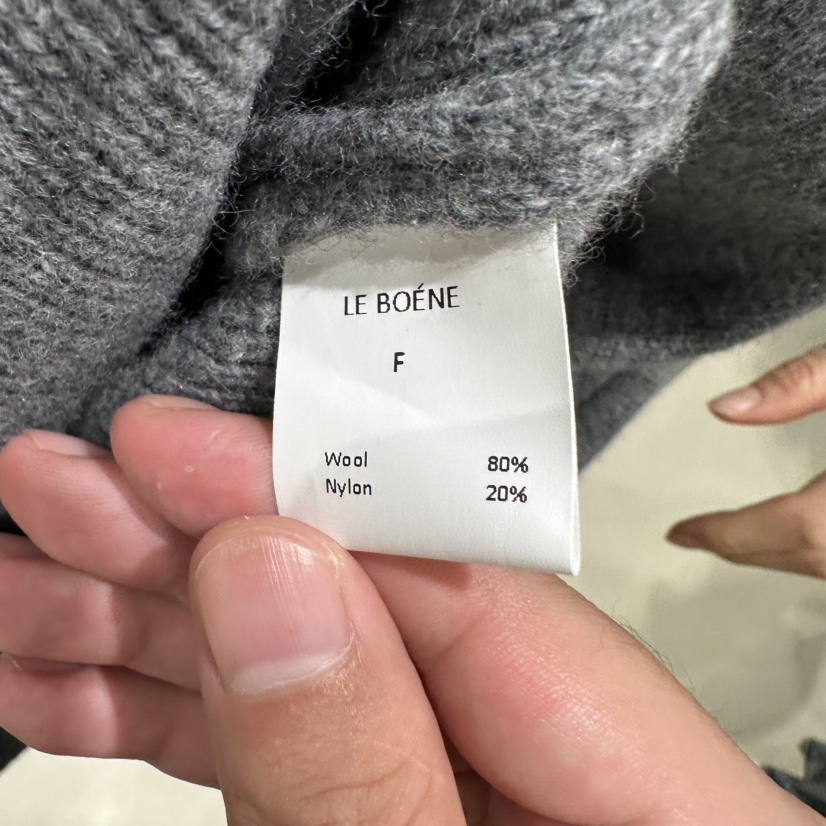 LE BOÉNE
F
Wool 80%
Nylon 20%